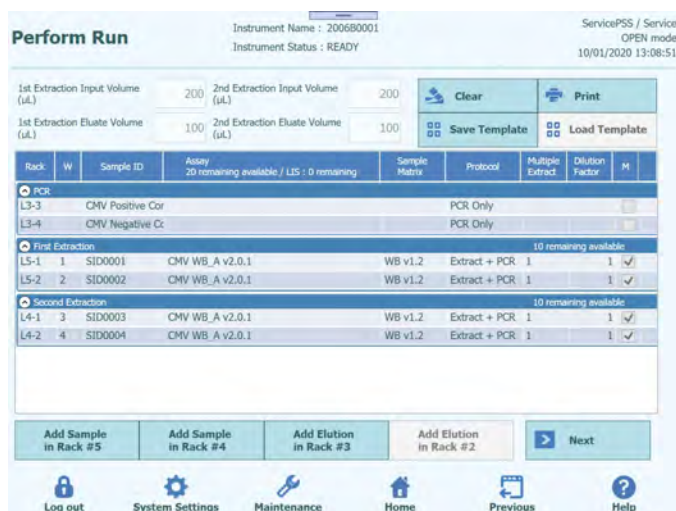 Perform Run
Instrument Name : 2006B0001
Instrument Status : READY
ServicePSS / Service
OPEN mode
10/01/2020 13:08:51
1st Extraction Input Volume (µL) 200 2nd Extraction Input Volume (µL) 200
Clear
Print
1st Extraction Eluate Volume (µL) 100 2nd Extraction Eluate Volume (µL) 100
Save Template
Load Template
Rack W Sample ID Assay 20 remaining available / LIS : 0 remaining Sample Matrix Protocol Multiple Extract Dilution Factor M
PCR
L3-3 CMV Positive Cor PCR Only
L3-4 CMV Negative Cc PCR Only
First Extraction 10 remaining available
L5-1 1 SID0001 CMV WB_A v2.0.1 WB v1.2 Extract + PCR 1 1
L5-2 2 SID0002 CMV WB_A v2.0.1 WB v1.2 Extract + PCR 1 1
Second Extraction 10 remaining available
L4-1 3 SID0003 CMV WB_A v2.0.1 WB v1.2 Extract + PCR 1 1
L4-2 4 SID0004 CMV WB_A v2.0.1 WB v1.2 Extract + PCR 1 1
Add Sample in Rack #5
Add Sample in Rack #4
Add Elution in Rack #3
Add Elution in Rack #2
Next
Log out
System Settings
Maintenance
Home
Previous
Help